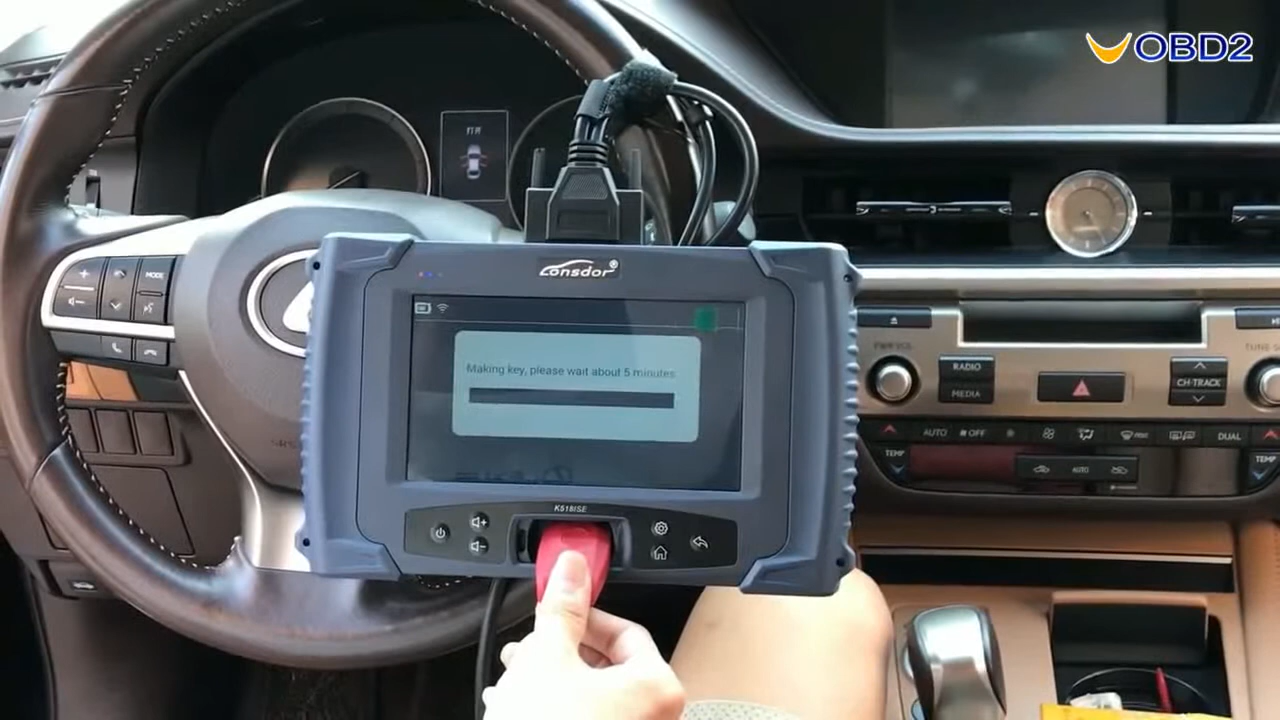 OBD2
Lonsdor®
Making key, please wait about 5 minutes
K518ISE
MODE
RADIO
MEDIA
CH·TRACK
AUTO
OFF
DUAL
TEMP
AUTO
TEMP
SRS